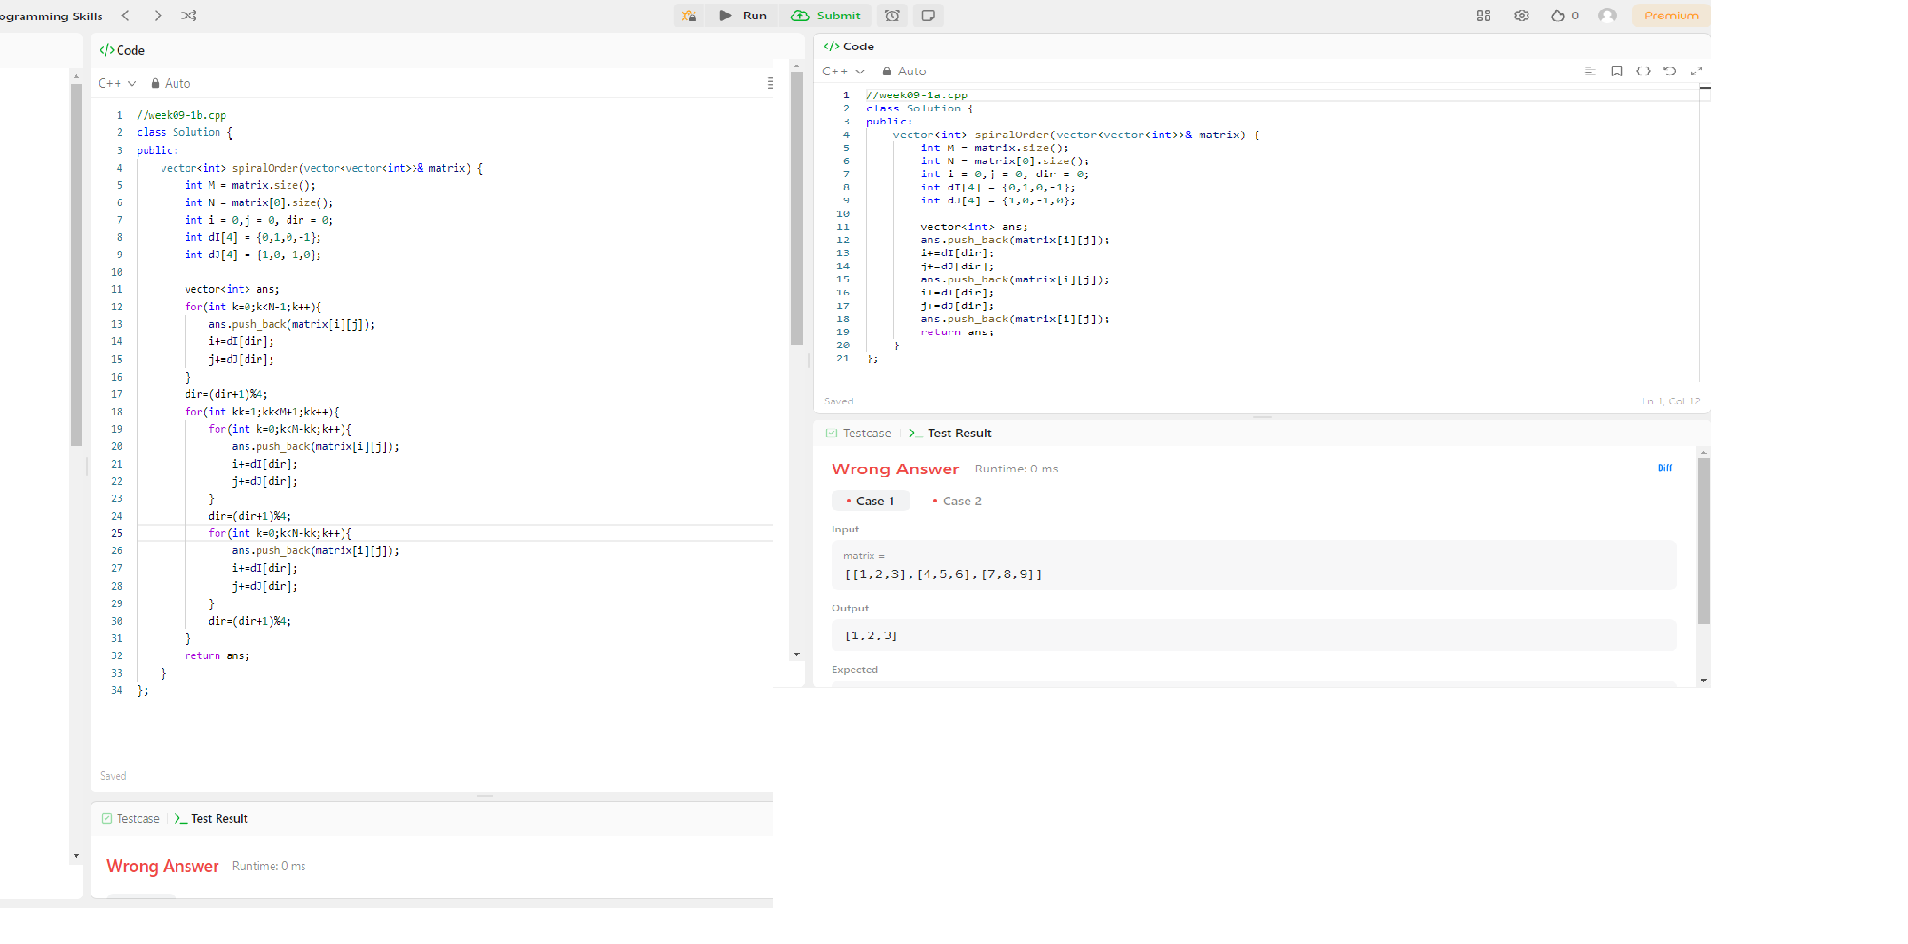 ogramming Skills
Run
Submit
0
Premium
</>Code
C++
Auto
1 //week09-1b.cpp
2 class Solution {
3 public:
4 vector<int> spiralOrder(vector<vector<int>>& matrix) {
5 int M = matrix.size();
6 int N = matrix[0].size();
7 int i = 0,j = 0, dir = 0;
8 int dI[4] = {0,1,0,-1};
9 int dJ[4] = {1,0,-1,0};
10
11 vector<int> ans;
12 for(int k=0;k<N-1;k++){
13 ans.push_back(matrix[i][j]);
14 i+=dI[dir];
15 j+=dJ[dir];
16 }
17 dir=(dir+1)%4;
18 for(int kk=1;kk<M+1;kk++){
19 for(int k=0;k<M-kk;k++){
20 ans.push_back(matrix[i][j]);
21 i+=dI[dir];
22 j+=dJ[dir];
23 }
24 dir=(dir+1)%4;
25 for(int k=0;k<N-kk;k++){
26 ans.push_back(matrix[i][j]);
27 i+=dI[dir];
28 j+=dJ[dir];
29 }
30 dir=(dir+1)%4;
31 }
32 return ans;
33 }
34 };
Saved
Testcase
>_ Test Result
Wrong Answer Runtime: 0 ms
</> Code
C++
Auto
1 //week09-1a.cpp
2 class Solution {
3 public:
4 vector<int> spiralOrder(vector<vector<int>>& matrix) {
5 int M = matrix.size();
6 int N = matrix[0].size();
7 int i = 0,j = 0, dir = 0;
8 int dI[4] = {0,1,0,-1};
9 int dJ[4] = {1,0,-1,0};
10
11 vector<int> ans;
12 ans.push_back(matrix[i][j]);
13 i+=dI[dir];
14 j+=dJ[dir];
15 ans.push_back(matrix[i][j]);
16 i+=dI[dir];
17 j+=dJ[dir];
18 ans.push_back(matrix[i][j]);
19 return ans;
20 }
21 };
Saved
Ln 1, Col 12
Testcase
>_ Test Result
Wrong Answer Runtime: 0 ms
Diff
Case 1
Case 2
Input
matrix =
[[1,2,3],[4,5,6],[7,8,9]]
Output
[1,2,3]
Expected